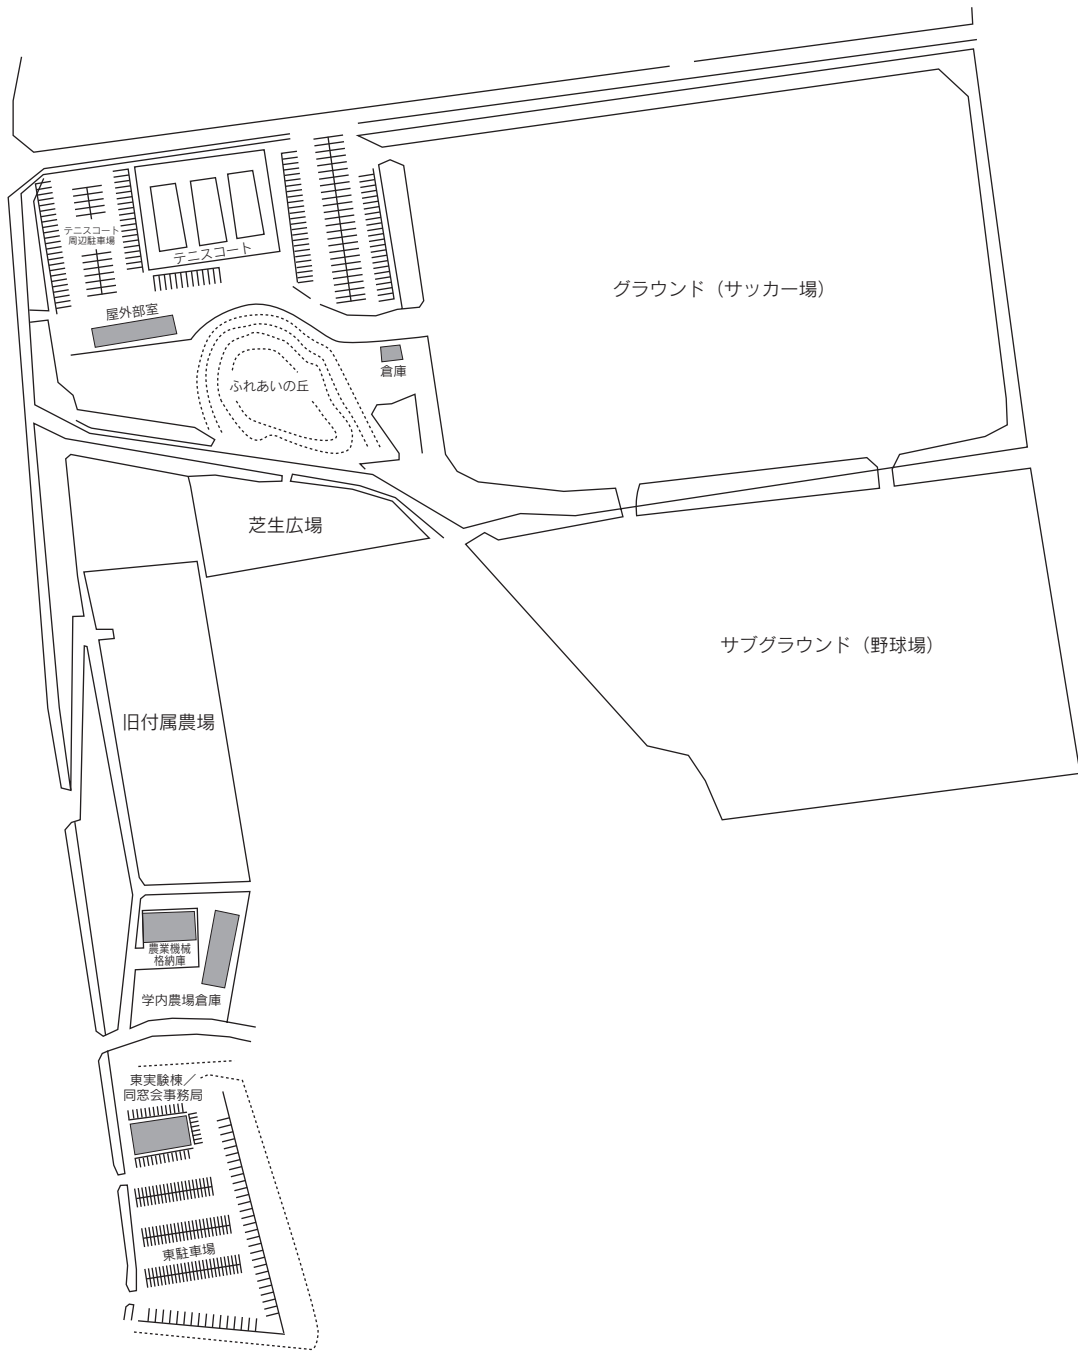 テニスコート
周辺駐車場
テニスコート
グラウンド（サッカー場）
屋外部室
倉庫
ふれあいの丘
芝生広場
サブグラウンド（野球場）
旧付属農場
農業機械
格納庫
学内農場倉庫
東実験棟／
同窓会事務局
東駐車場